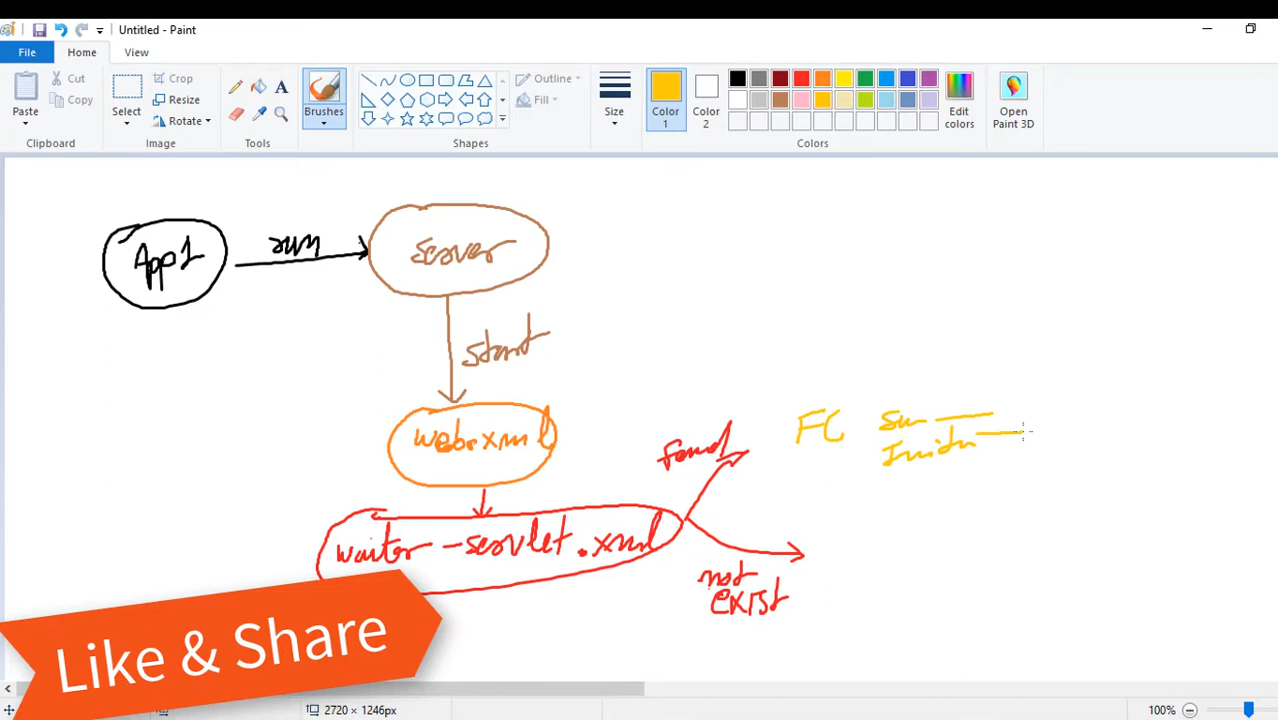 Untitled - Paint
File
Home
View
Paste
Cut
Copy
Clipboard
Select
Crop
Resize
Rotate
Image
Tools
Brushes
Outline
Fill
Shapes
Size
Color 1
Color 2
Edit colors
Colors
Open Paint 3D
App1
run
server
start
web.xml
found
FC
waiter-servlet.xml
not
exist
Like & Share
2720 × 1246px
100%